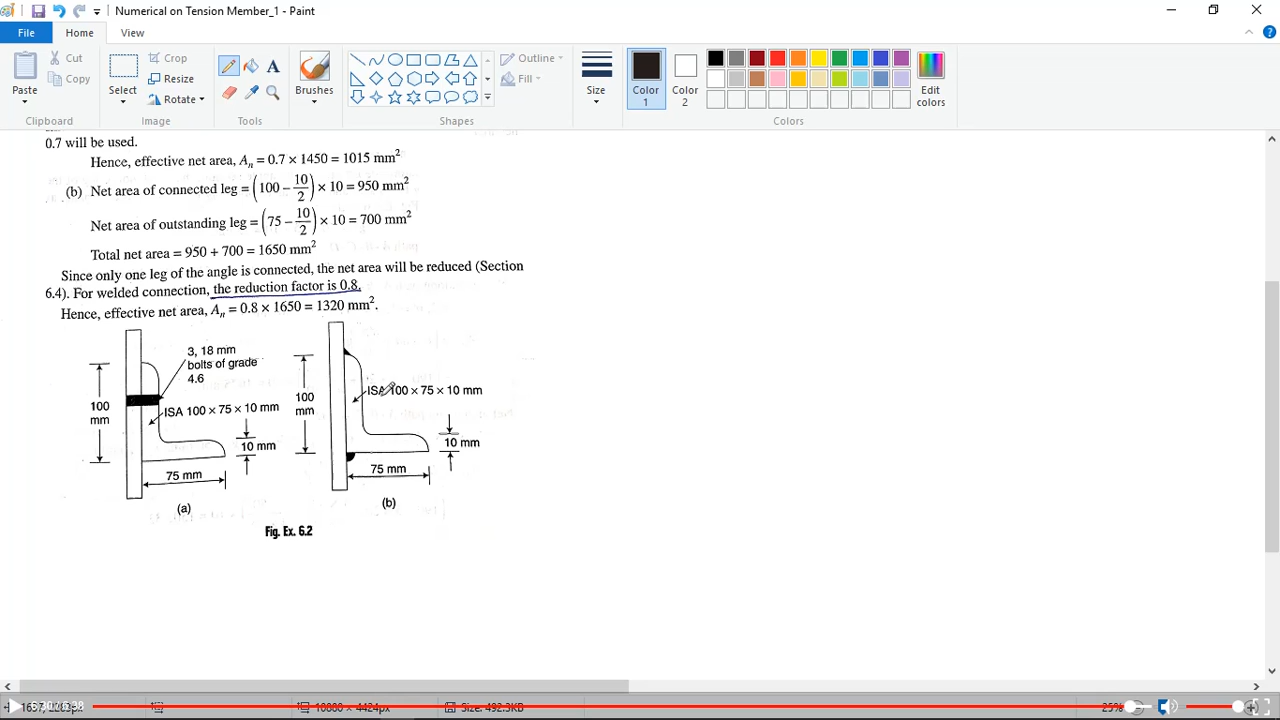 Numerical on Tension Member_1 - Paint
File Home View
Paste Cut Copy Clipboard
Select Crop Resize Rotate Image
Tools
Brushes
Outline Fill Shapes
Size
Color 1 Color 2
Edit colors Colors
0.7 will be used.
Hence, effective net area, Aₙ = 0.7 × 1450 = 1015 mm²
(b) Net area of connected leg = (100 − 10/2) × 10 = 950 mm²
Net area of outstanding leg = (75 − 10/2) × 10 = 700 mm²
Total net area = 950 + 700 = 1650 mm²
Since only one leg of the angle is connected, the net area will be reduced (Section
6.4). For welded connection, the reduction factor is 0.8.
Hence, effective net area, Aₙ = 0.8 × 1650 = 1320 mm².
3, 18 mm
bolts of grade
4.6
100
mm
ISA 100 × 75 × 10 mm
10 mm
75 mm
(a)
100
mm
ISA 100 × 75 × 10 mm
10 mm
75 mm
(b)
Fig. Ex. 6.2
10880 × 4424px
Size: 492.3KB
25%